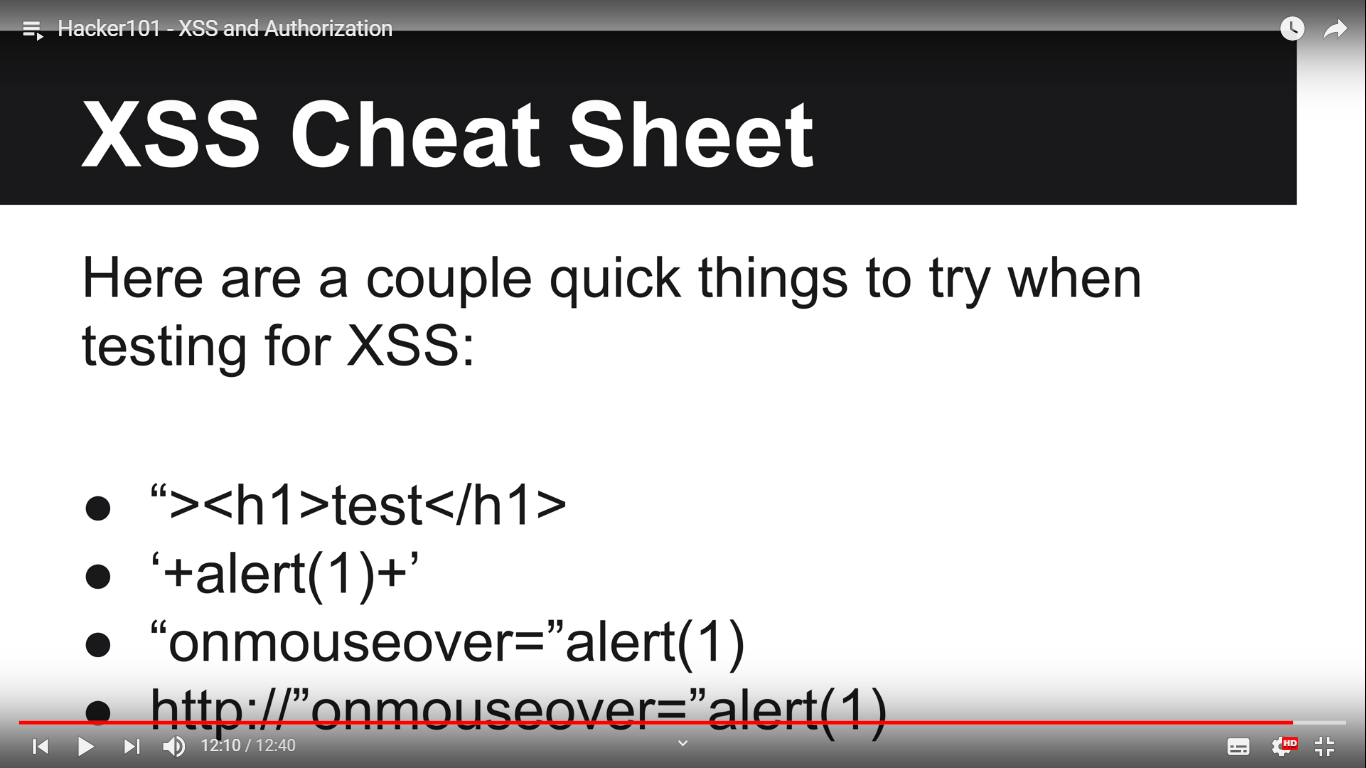 Hacker101 - XSS and Authorization
XSS Cheat Sheet
Here are a couple quick things to try when
testing for XSS:
● “><h1>test</h1>
● ‘+alert(1)+’
● “onmouseover=”alert(1)
● http://”onmouseover=”alert(1)
12:10 / 12:40
HD